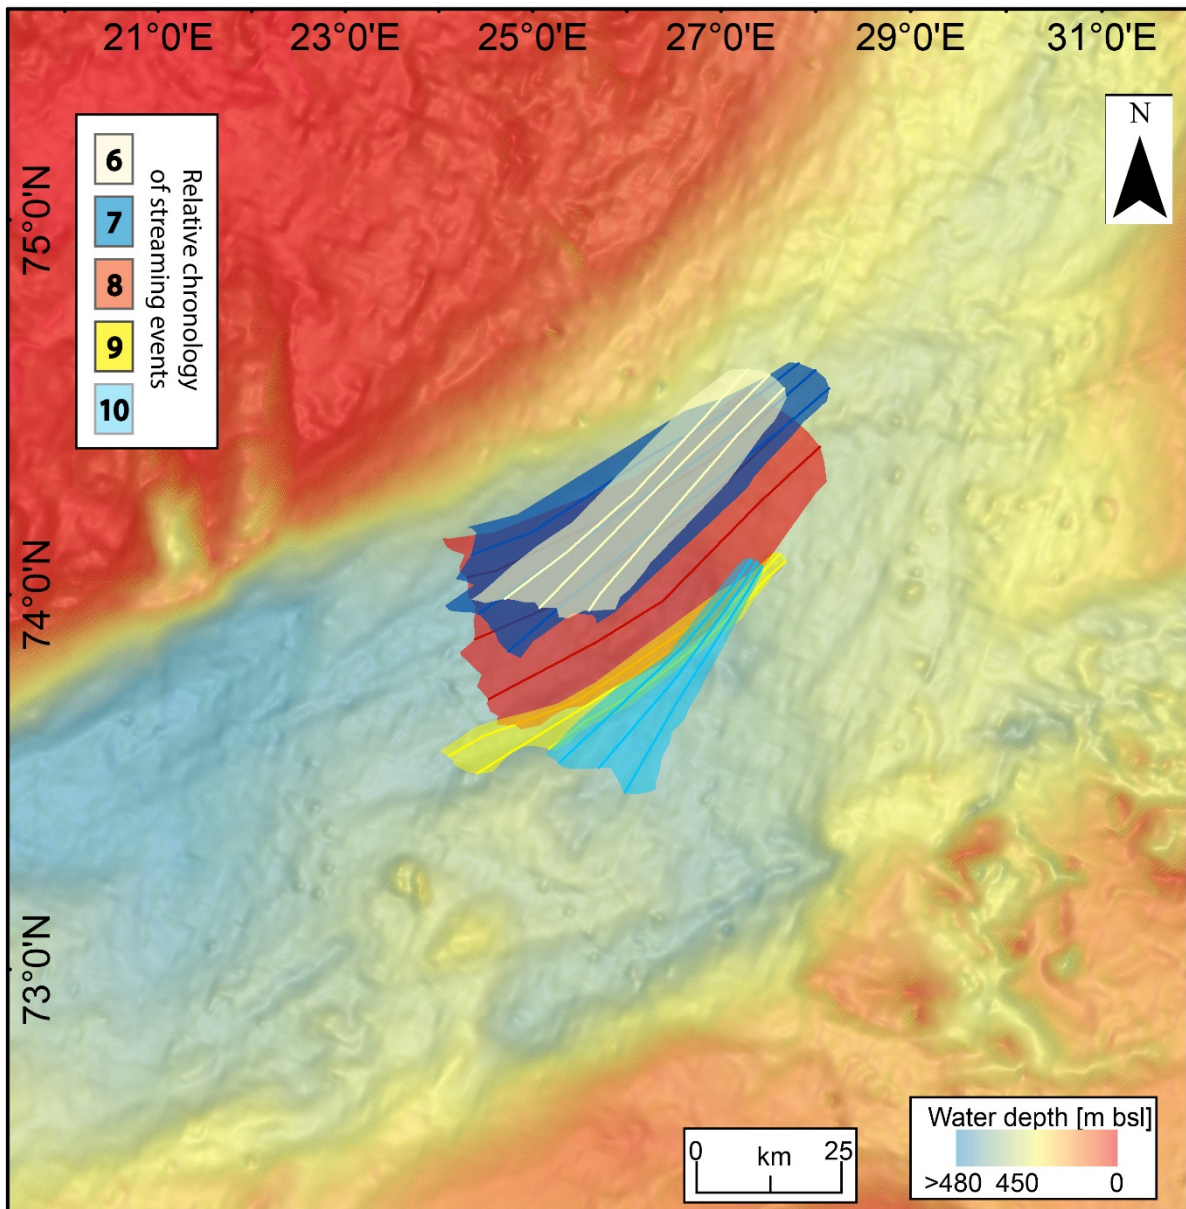 21°0'E 23°0'E 25°0'E 27°0'E 29°0'E 31°0'E
N
75°0'N
74°0'N
73°0'N
Relative chronology
of streaming events
6
7
8
9
10
0 km 25
Water depth [m bsl]
>480 450 0